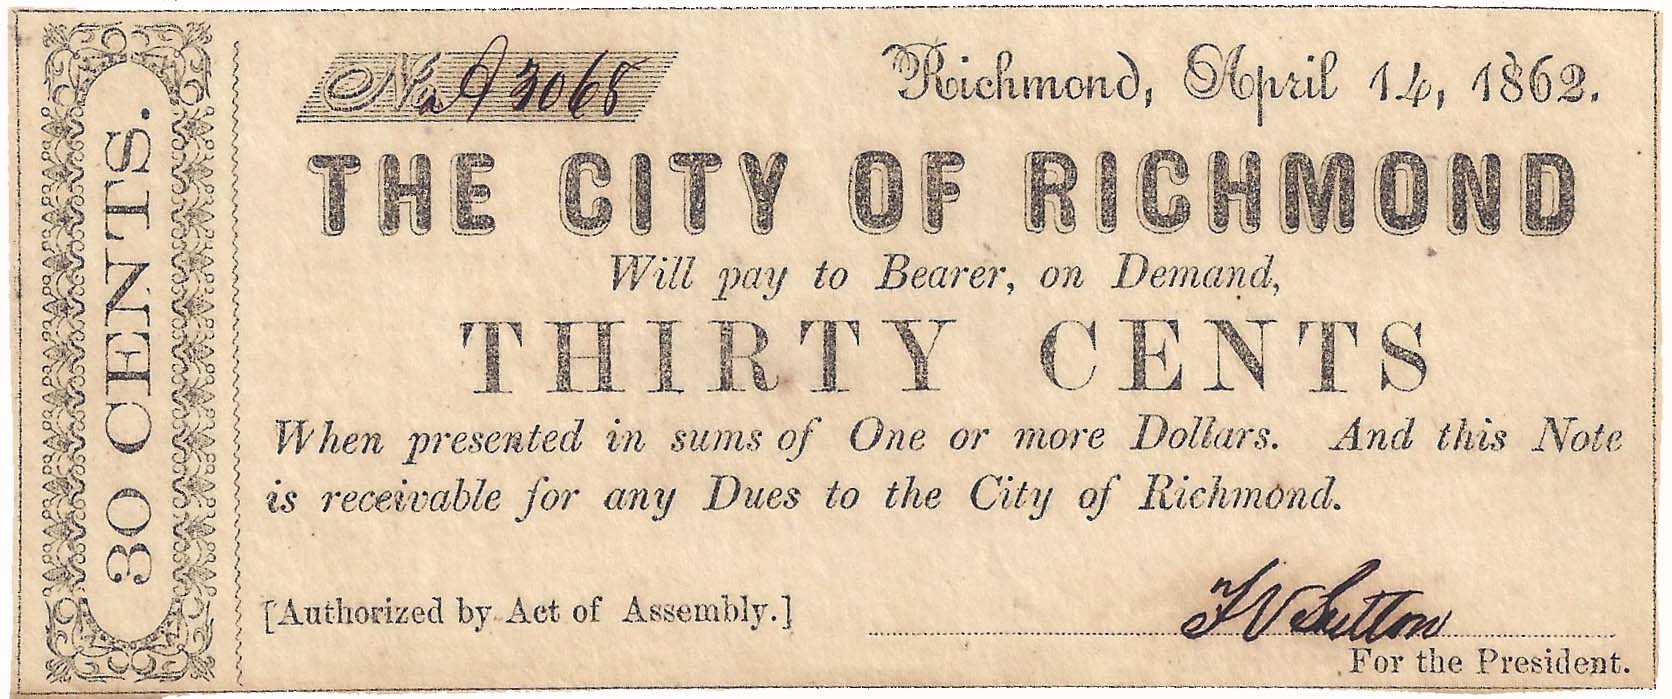 30 CENTS.
No A 3068
Richmond, April 14, 1862.
THE CITY OF RICHMOND
Will pay to Bearer, on Demand,
THIRTY CENTS
When presented in sums of One or more Dollars. And this Note
is receivable for any Dues to the City of Richmond.
[Authorized by Act of Assembly.]
F V Sutton
For the President.